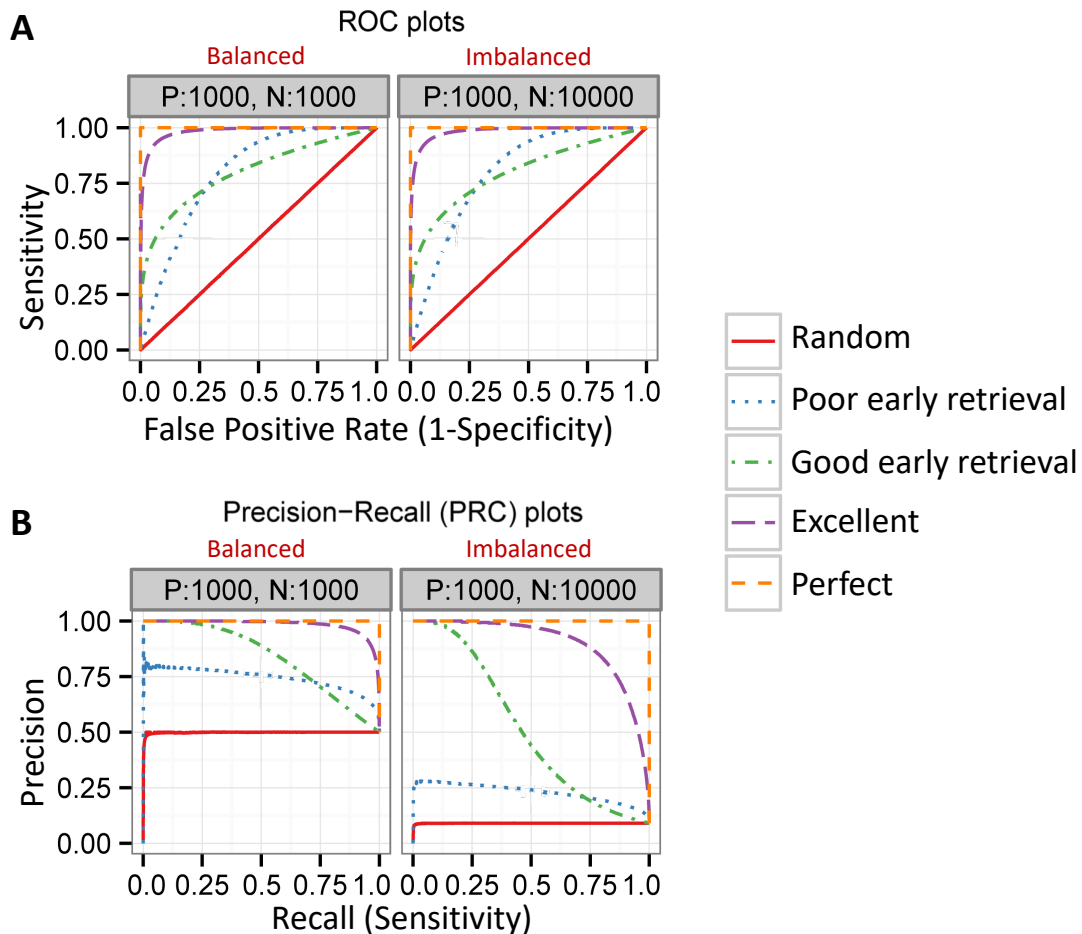 A
ROC plots
Balanced
Imbalanced
P:1000, N:1000
P:1000, N:10000
1.00
0.75
0.50
0.25
0.00
Sensitivity
0.0 0.25 0.5 0.75 1.0
0.0 0.25 0.5 0.75 1.0
False Positive Rate (1-Specificity)
Random
Poor early retrieval
Good early retrieval
Excellent
Perfect
B
Precision−Recall (PRC) plots
Balanced
Imbalanced
P:1000, N:1000
P:1000, N:10000
1.00
0.75
0.50
0.25
0.00
Precision
0.0 0.25 0.5 0.75 1.0
0.0 0.25 0.5 0.75 1.0
Recall (Sensitivity)